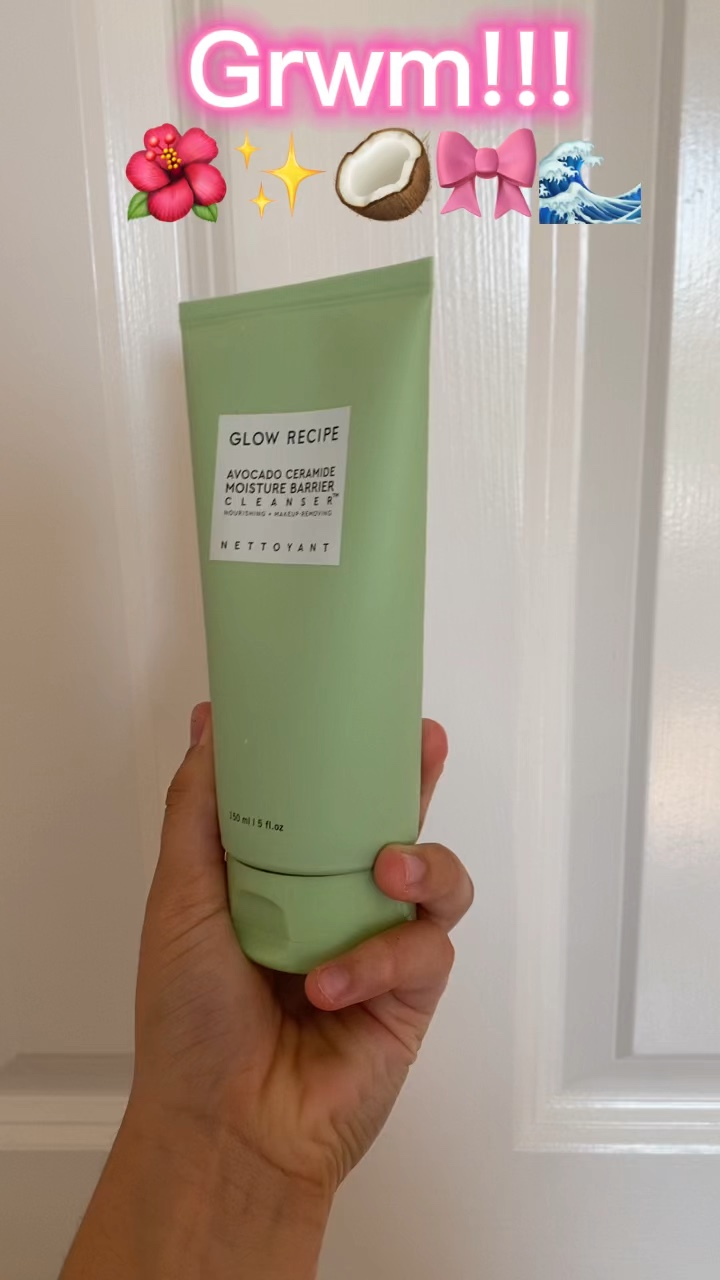 Grwm!!!
GLOW RECIPE
AVOCADO CERAMIDE
MOISTURE BARRIER
CLEANSER™
NOURISHING + MAKEUP-REMOVING
NETTOYANT
150 ml | 5 fl.oz